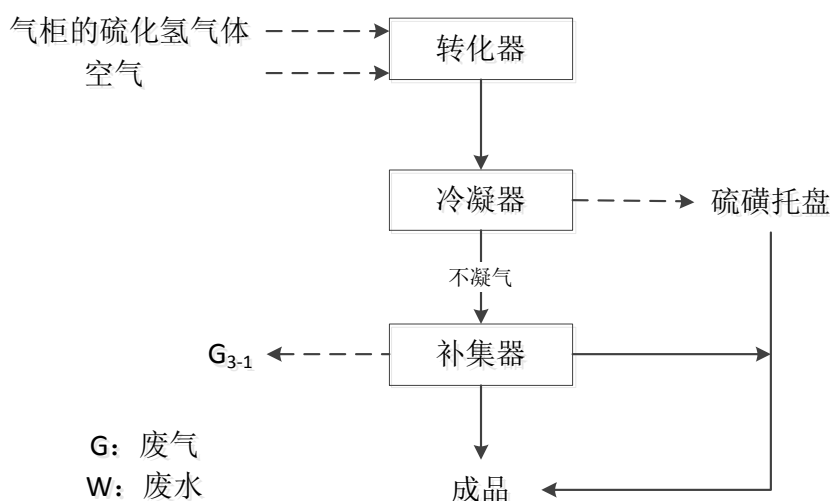 气柜的硫化氢气体
转化器
空气
冷凝器
硫磺托盘
不凝气
G3-1
补集器
G：废气
W：废水
成品